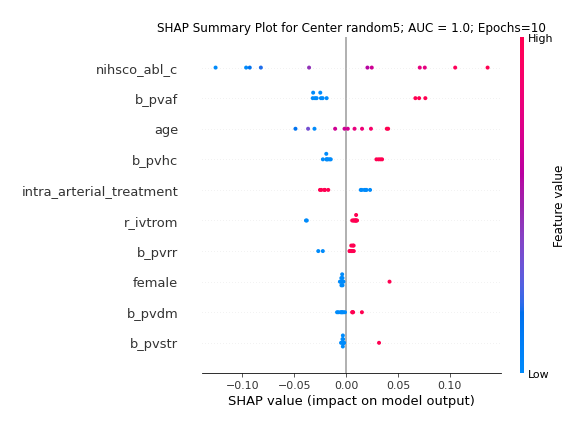 SHAP Summary Plot for Center random5; AUC = 1.0; Epochs=10
High
nihsco_abl_c
b_pvaf
age
b_pvhc
intra_arterial_treatment
r_ivtrom
b_pvrr
female
b_pvdm
b_pvstr
Feature value
Low
−0.10 −0.05 0.00 0.05 0.10
SHAP value (impact on model output)